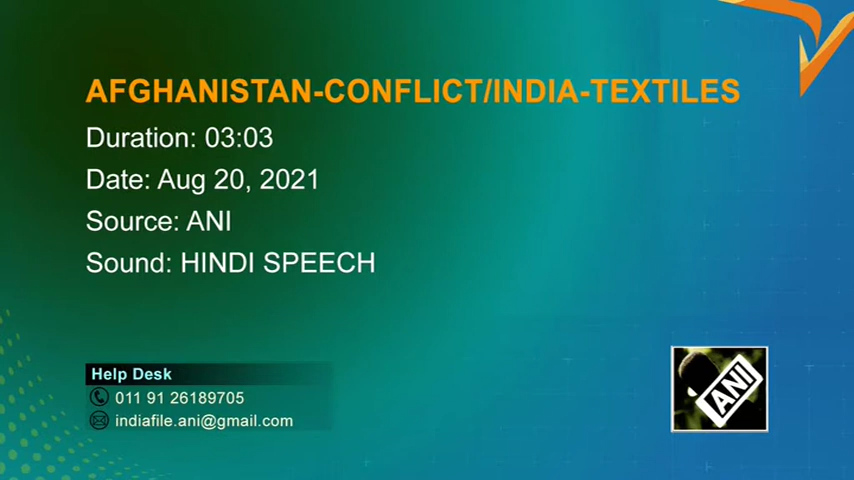 AFGHANISTAN-CONFLICT/INDIA-TEXTILES
Duration: 03:03
Date: Aug 20, 2021
Source: ANI
Sound: HINDI SPEECH
Help Desk
011 91 26189705
indiafile.ani@gmail.com
ANI